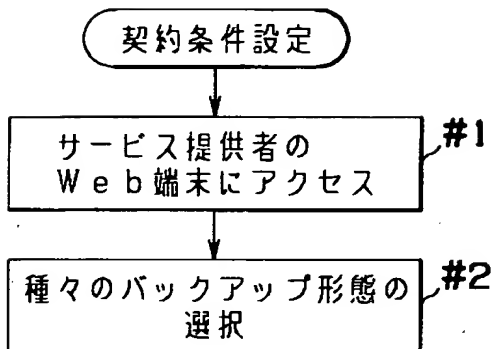 契約条件設定
サービス提供者の
Web端末にアクセス
#1
種々のバックアップ形態の
選択
#2